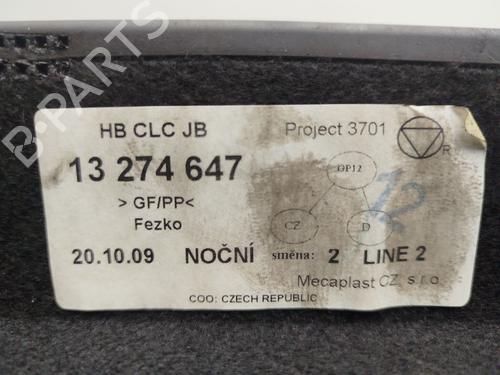 HB CLC JB
Project 3701
R
13 274 647
OP12
> GF/PP<
CZ
D
12
Fezko
20.10.09 NOČNÍ směna: 2 LINE 2
Mecaplast CZ, s.r.o
COO: CZECH REPUBLIC
B-PARTS